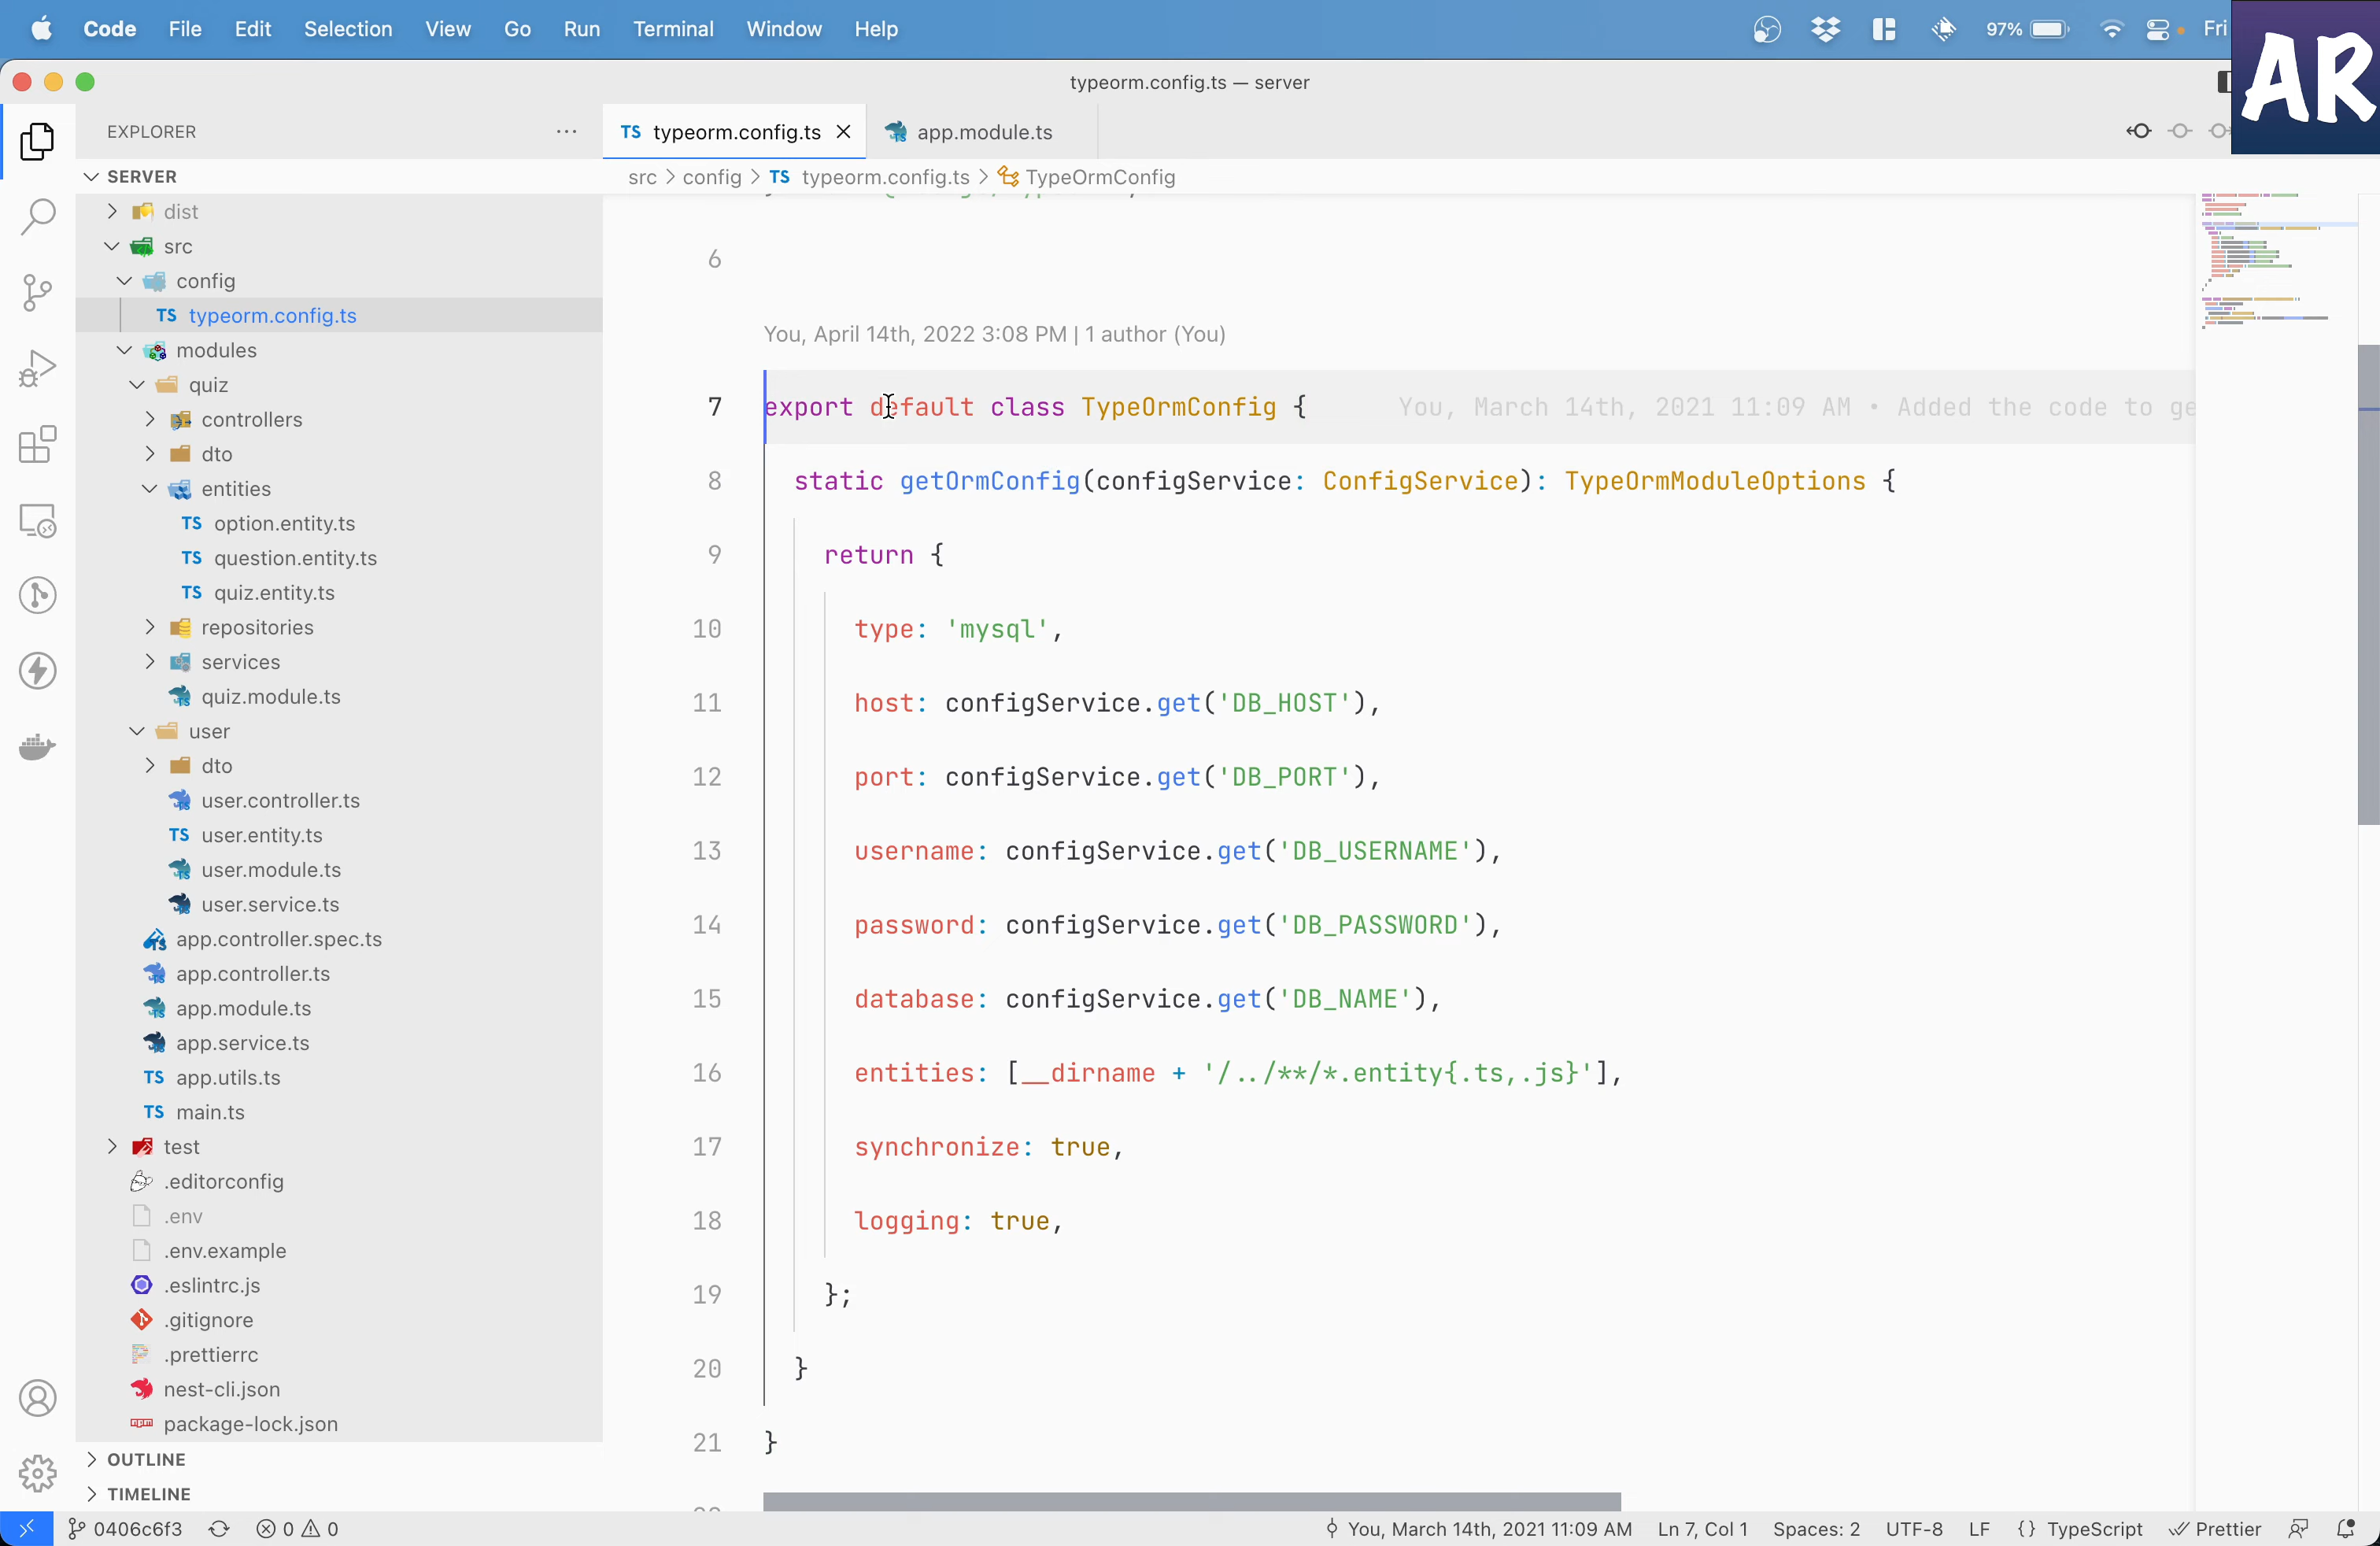 Code File Edit Selection View Go Run Terminal Window Help 97% Fri
AR
typeorm.config.ts — server
EXPLORER
TS typeorm.config.ts app.module.ts
SERVER
src > config > TS typeorm.config.ts > TypeOrmConfig
dist
src
config
TS typeorm.config.ts
modules
quiz
controllers
dto
entities
TS option.entity.ts
TS question.entity.ts
TS quiz.entity.ts
repositories
services
quiz.module.ts
user
dto
user.controller.ts
TS user.entity.ts
user.module.ts
user.service.ts
app.controller.spec.ts
app.controller.ts
app.module.ts
app.service.ts
TS app.utils.ts
TS main.ts
test
.editorconfig
.env
.env.example
.eslintrc.js
.gitignore
.prettierrc
nest-cli.json
package-lock.json
OUTLINE
TIMELINE
6
You, April 14th, 2022 3:08 PM | 1 author (You)
7 export default class TypeOrmConfig { You, March 14th, 2021 11:09 AM • Added the code to ge
8 static getOrmConfig(configService: ConfigService): TypeOrmModuleOptions {
9 return {
10 type: 'mysql',
11 host: configService.get('DB_HOST'),
12 port: configService.get('DB_PORT'),
13 username: configService.get('DB_USERNAME'),
14 password: configService.get('DB_PASSWORD'),
15 database: configService.get('DB_NAME'),
16 entities: [__dirname + '/../**/*.entity{.ts,.js}'],
17 synchronize: true,
18 logging: true,
19 };
20 }
21 }
0406c6f3 0 0 You, March 14th, 2021 11:09 AM Ln 7, Col 1 Spaces: 2 UTF-8 LF {} TypeScript Prettier